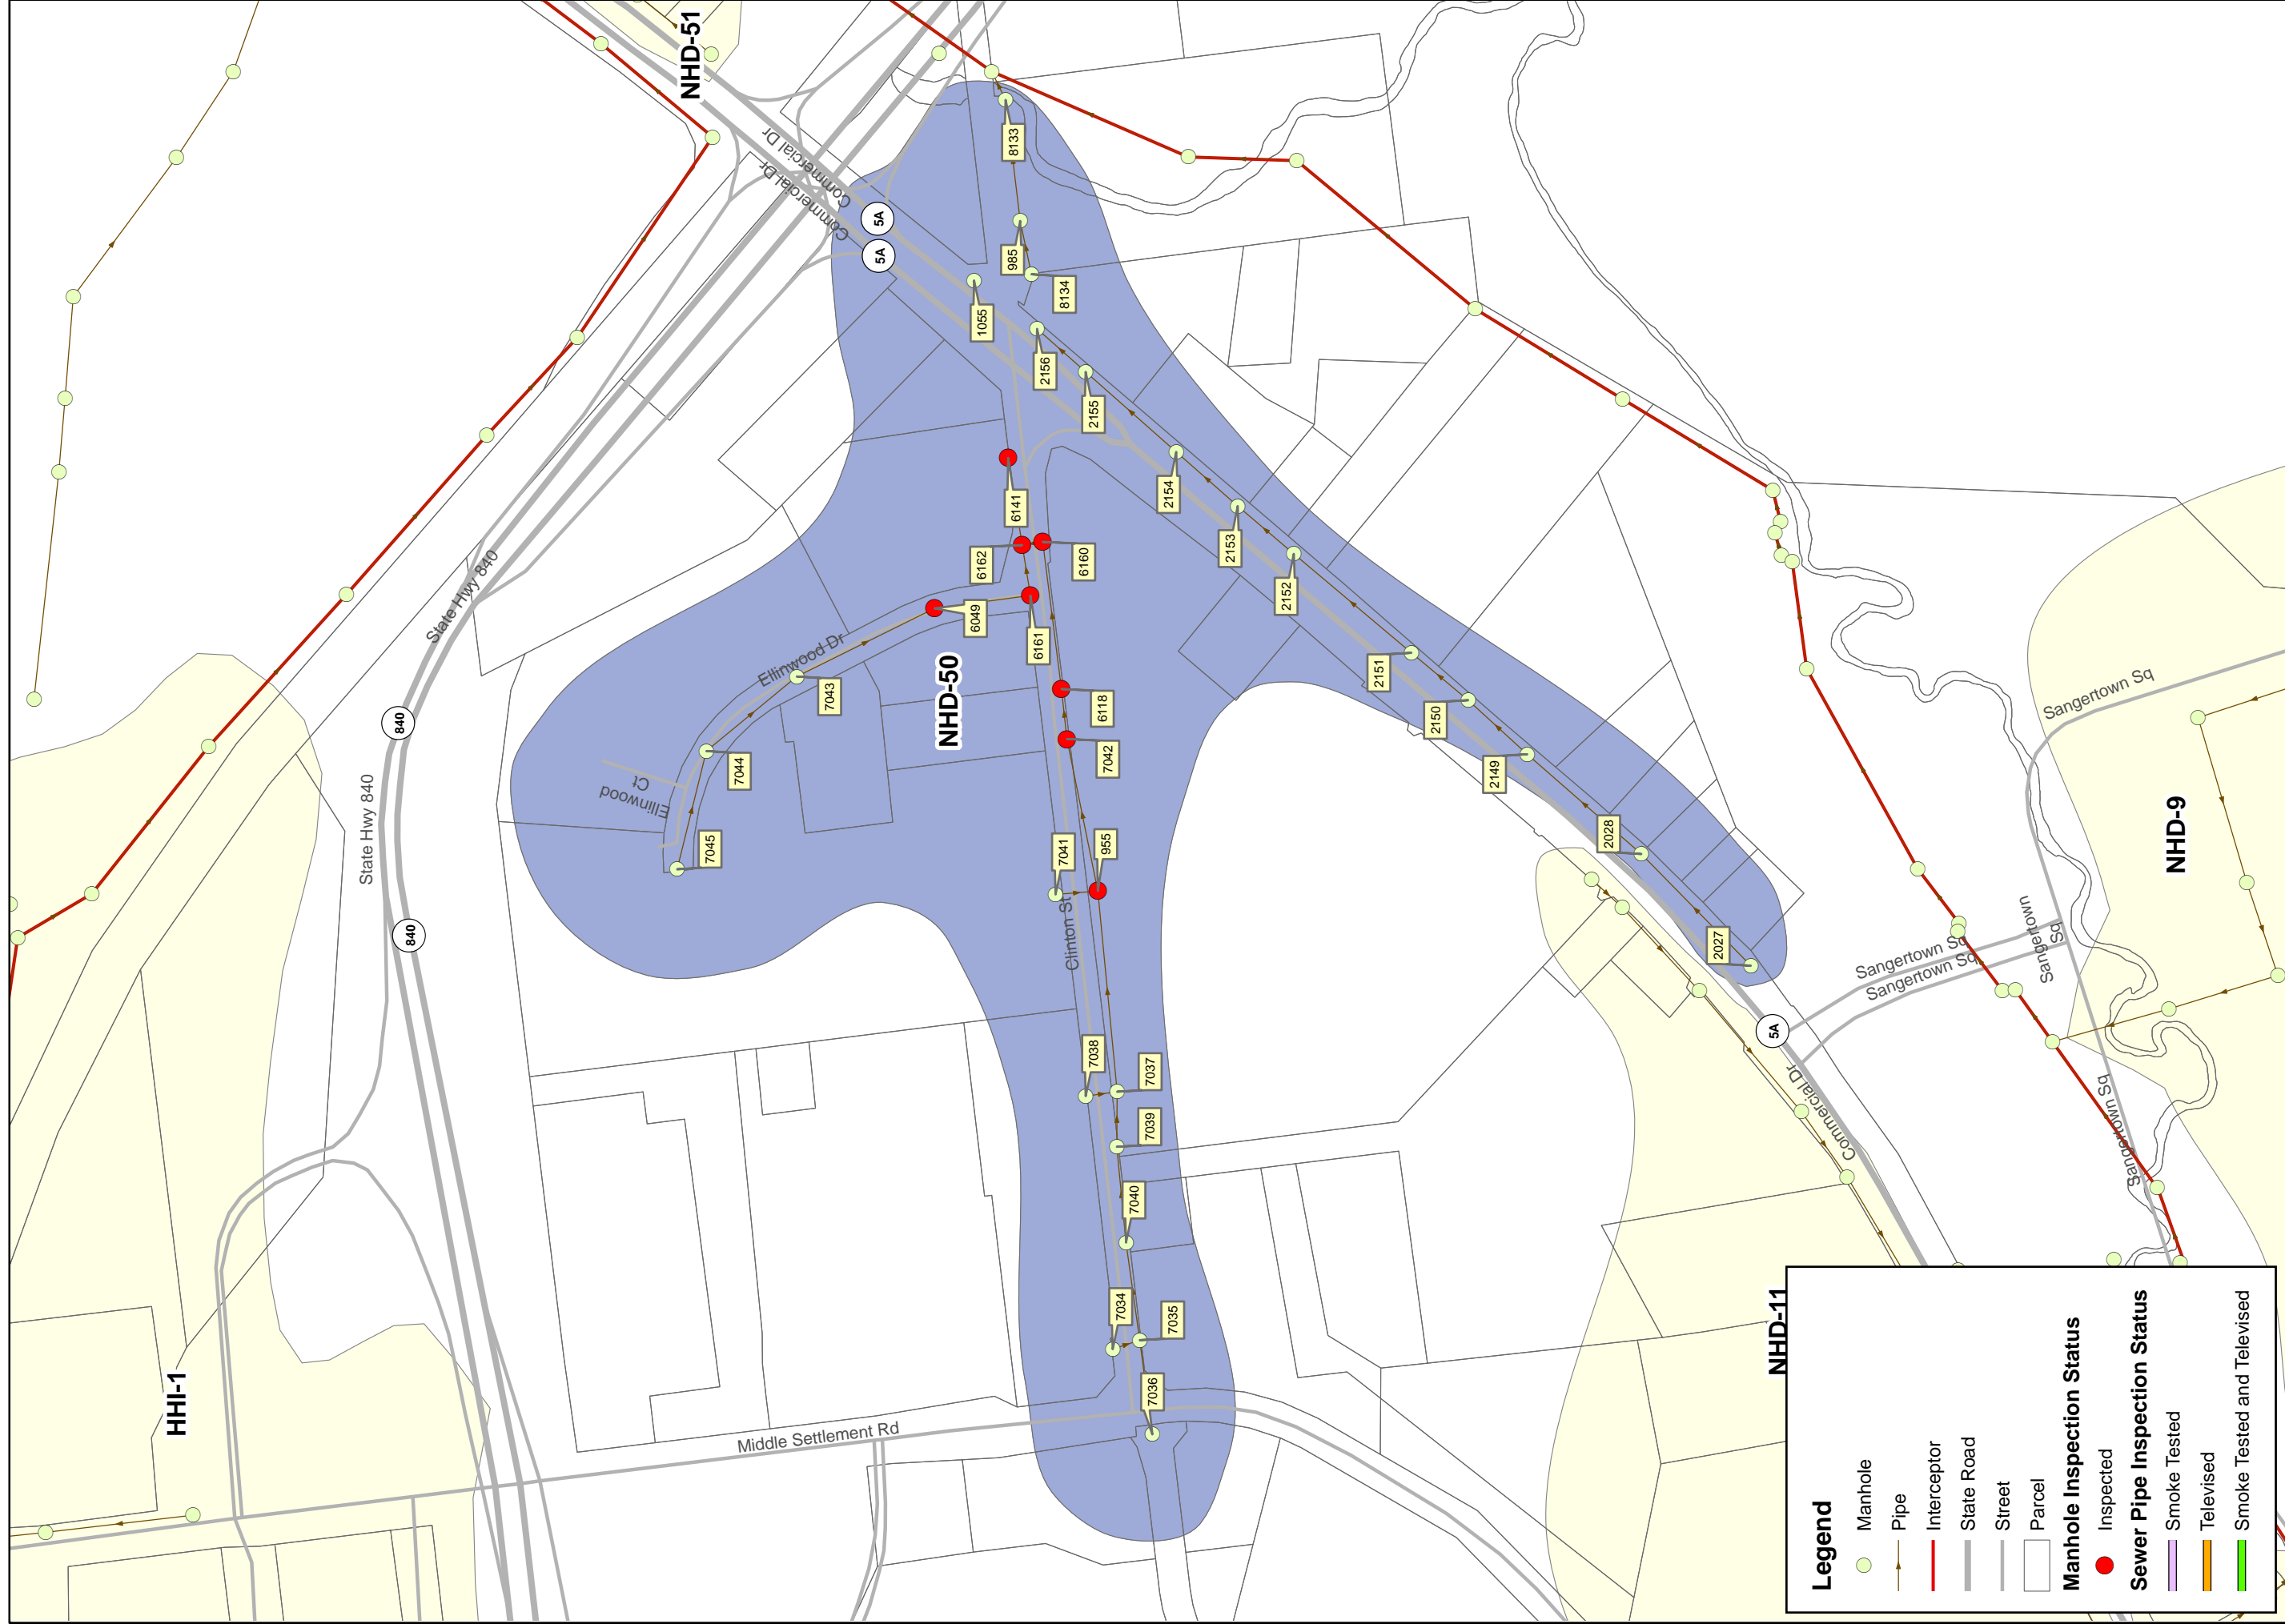 NHD-51
Commercial Dr
Commercial Dr
5A
5A
8133
985
8134
1055
2156
2155
2154
2153
2152
2151
2150
2149
2028
2027
6141
6162
6160
6049
6161
6118
7042
7043
7044
7045
7041
955
7038
7037
7039
7040
7034
7035
7036
State Hwy 840
840
State Hwy 840
840
Ellinwood Dr
Ellinwood
Ct
NHD-50
Clinton St
Middle Settlement Rd
HHI-1
Sangertown Sq
NHD-9
Sangertown Sq
Sangertown Sq
Sangertown
Sq
Sangertown Sq
5A
Commercial Dr
NHD-11
Legend
Manhole
Pipe
Interceptor
State Road
Street
Parcel
Manhole Inspection Status
Inspected
Sewer Pipe Inspection Status
Smoke Tested
Televised
Smoke Tested and Televised